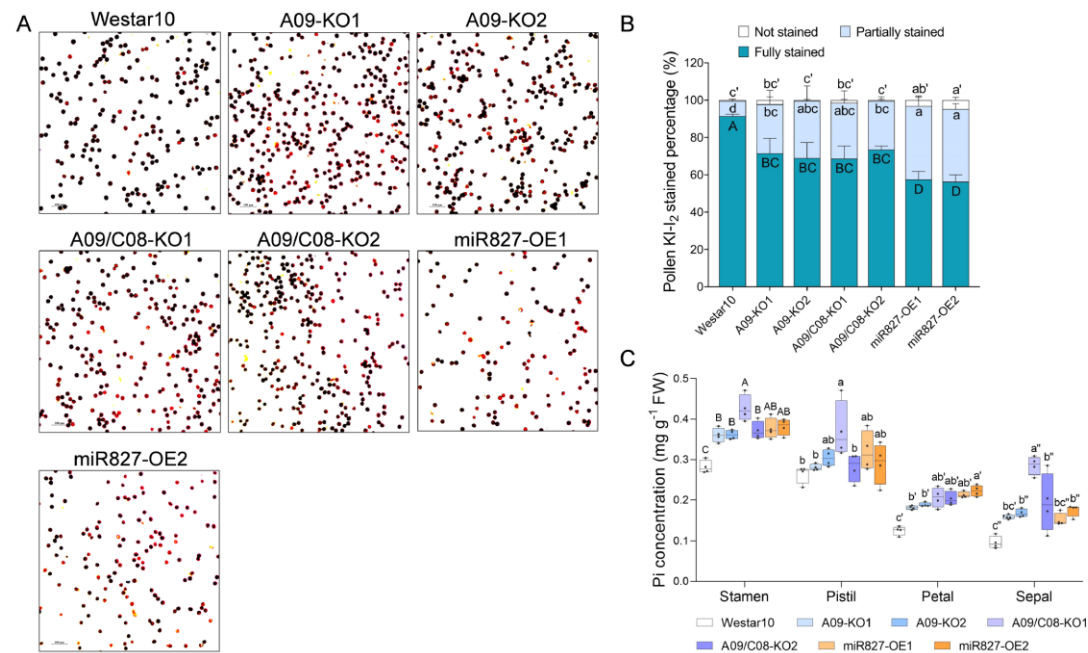 A
Westar10
A09-KO1
A09-KO2
A09/C08-KO1
A09/C08-KO2
miR827-OE1
miR827-OE2
B
Not stained
Partially stained
Fully stained
Pollen KI-I₂ stained percentage (%)
120
100
80
60
40
20
0
c' bc' c' bc' c' ab' a'
d bc abc abc bc a a
A BC BC BC BC D D
Westar10
A09-KO1
A09-KO2
A09/C08-KO1
A09/C08-KO2
miR827-OE1
miR827-OE2
C
Pi concentration (mg g⁻¹ FW)
0.5
0.4
0.3
0.2
0.1
0.0
C B B A B AB AB
b b ab a b ab ab
c' b' b' ab' ab' ab' a'
c" bc" b" a" b" bc" b"
Stamen Pistil Petal Sepal
Westar10 A09-KO1 A09-KO2 A09/C08-KO1
A09/C08-KO2 miR827-OE1 miR827-OE2